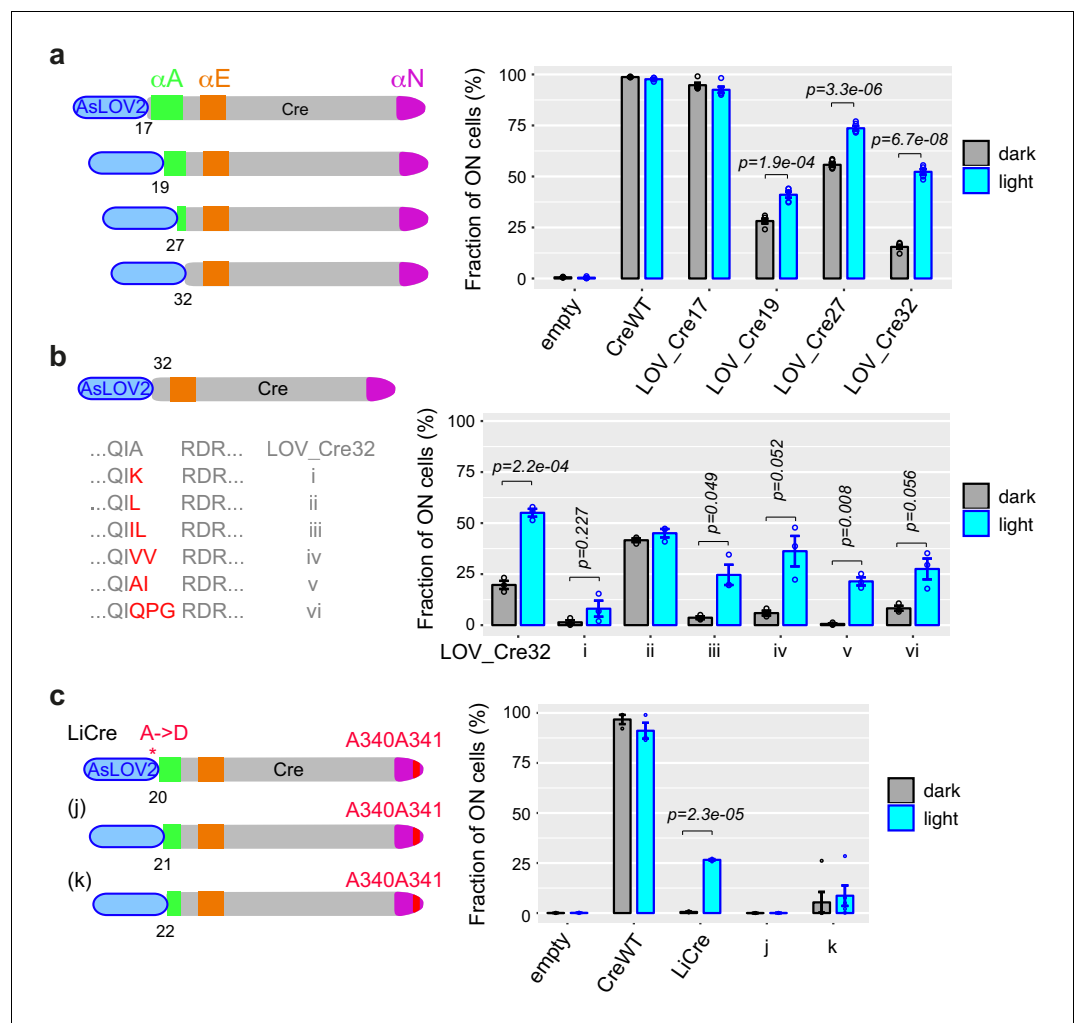 a
αA αE αN
AsLOV2 Cre
17
19
27
32
Fraction of ON cells (%)
100
75
50
25
0
p=1.9e-04
p=3.3e-06
p=6.7e-08
empty
CreWT
LOV_Cre17
LOV_Cre19
LOV_Cre27
LOV_Cre32
dark
light
b
32
AsLOV2 Cre
...QIA RDR... LOV_Cre32
...QIK RDR... i
...QIL RDR... ii
...QIIL RDR... iii
...QIVV RDR... iv
...QIAI RDR... v
...QIQPG RDR... vi
Fraction of ON cells (%)
100
75
50
25
0
p=2.2e-04
p=0.227
p=0.049
p=0.052
p=0.008
p=0.056
LOV_Cre32 i ii iii iv v vi
dark
light
c
LiCre A->D A340A341
*
AsLOV2 Cre
20
(j) A340A341
21
(k) A340A341
22
Fraction of ON cells (%)
100
75
50
25
0
p=2.3e-05
empty
CreWT
LiCre
j
k
dark
light